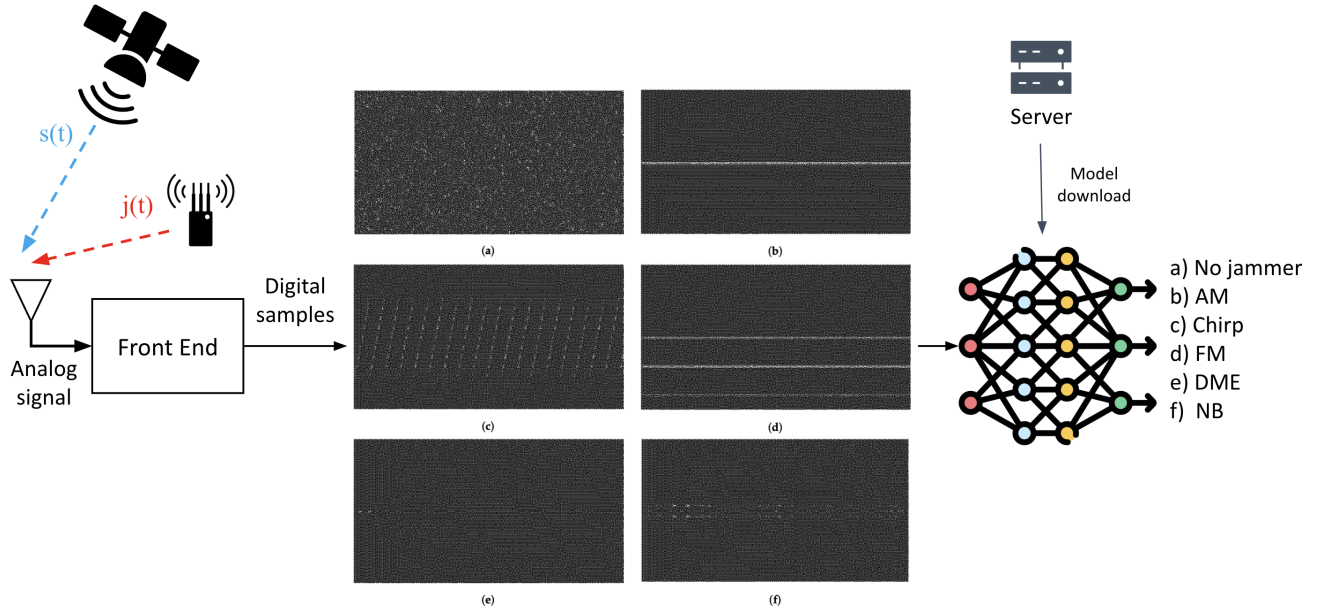 s(t)
j(t)
Analog
signal
Front End
Digital
samples
(a)
(b)
(c)
(d)
(e)
(f)
Server
Model
download
a) No jammer
b) AM
c) Chirp
d) FM
e) DME
f) NB